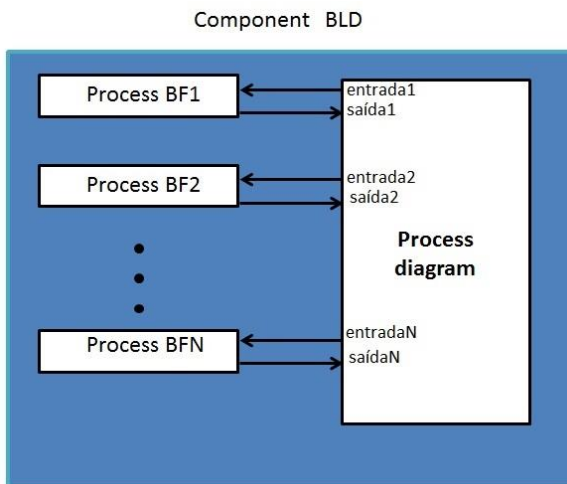 Component BLD
Process BF1
entrada1
saída1
Process BF2
entrada2
saída2
Process
diagram
Process BFN
entradaN
saídaN